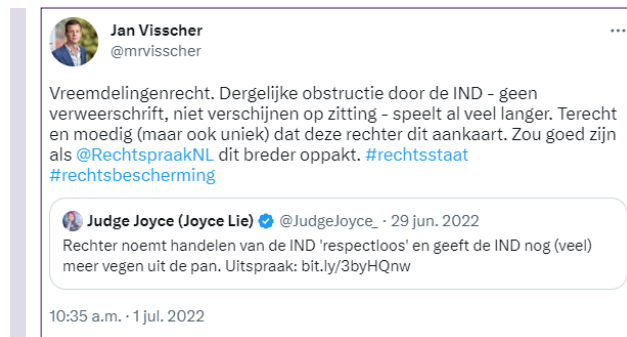 Jan Visscher
@mrvisscher
Vreemdelingenrecht. Dergelijke obstructie door de IND - geen
verweerschrift, niet verschijnen op zitting - speelt al veel langer. Terecht
en moedig (maar ook uniek) dat deze rechter dit aankaart. Zou goed zijn
als @RechtspraakNL dit breder oppakt. #rechtsstaat
#rechtsbescherming
Judge Joyce (Joyce Lie) @JudgeJoyce_ · 29 jun. 2022
Rechter noemt handelen van de IND 'respectloos' en geeft de IND nog (veel)
meer vegen uit de pan. Uitspraak: bit.ly/3byHQnw
10:35 a.m. · 1 jul. 2022